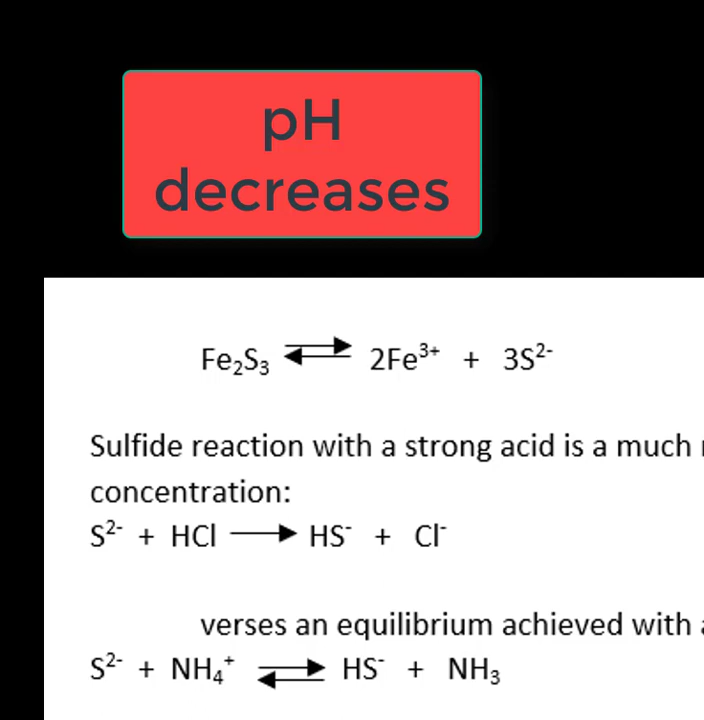 pH
decreases
Fe₂S₃ ⇌ 2Fe³⁺ + 3S²⁻
Sulfide reaction with a strong acid is a much
concentration:
S²⁻ + HCl ⟶ HS⁻ + Cl⁻
verses an equilibrium achieved with
S²⁻ + NH₄⁺ ⇌ HS⁻ + NH₃